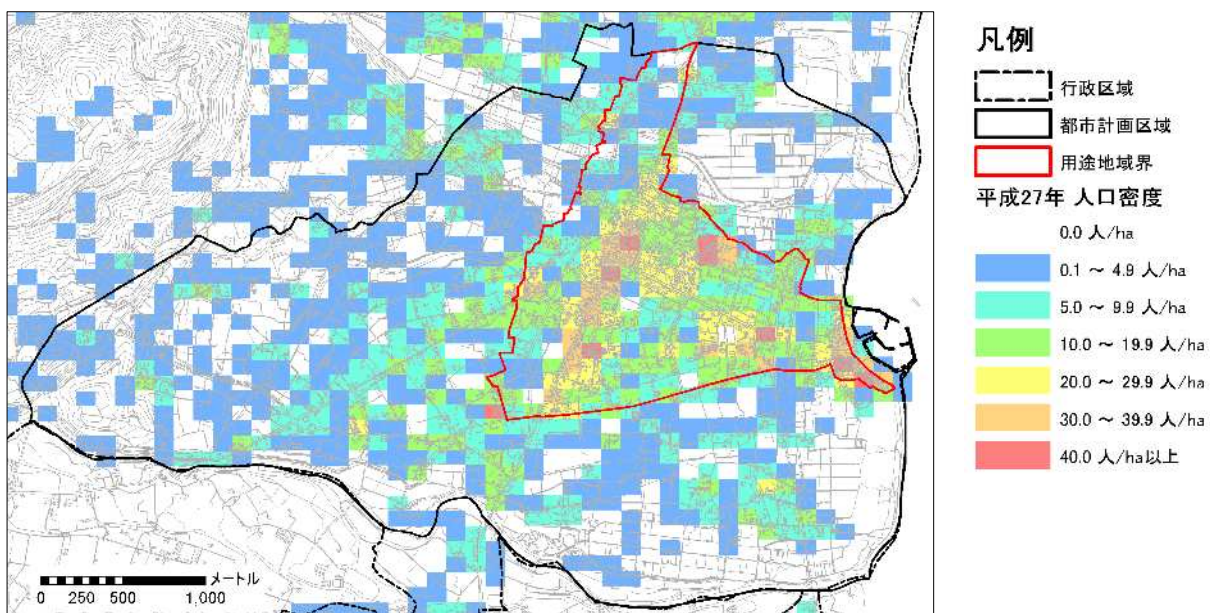 凡例
行政区域
都市計画区域
用途地域界
平成27年 人口密度
0.0 人/ha
0.1 ～ 4.9 人/ha
5.0 ～ 9.9 人/ha
10.0 ～ 19.9 人/ha
20.0 ～ 29.9 人/ha
30.0 ～ 39.9 人/ha
40.0 人/ha以上
メートル
0 250 500 1,000